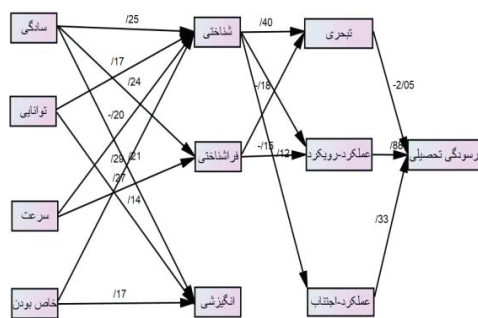 سادگی
شناختی
تبحری
توانایی
فراشناختی
عملکرد-رویکرد
رسودگی تحصیلی
سرعت
خاص بودن
انگیزشی
عملکرد-اجتناب
/25
/40
/17
/24
-/18
-2/05
-/20
/29
/21
/27
/14
-/15
/12
/88
/33
/17